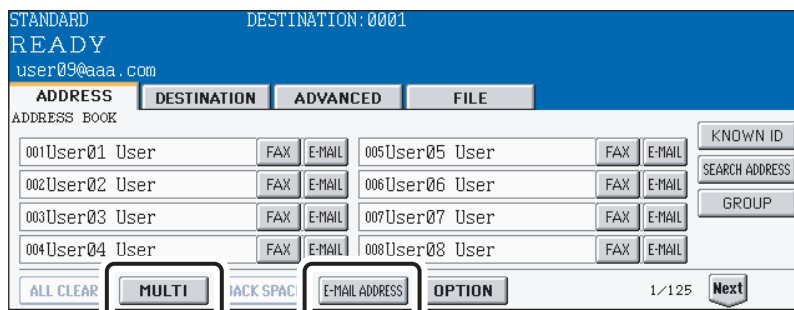 STANDARD DESTINATION:0001
READY
user09@aaa.com
ADDRESS DESTINATION ADVANCED FILE
ADDRESS BOOK
KNOWN ID
001User01 User FAX E-MAIL 005User05 User FAX E-MAIL
SEARCH ADDRESS
002User02 User FAX E-MAIL 006User06 User FAX E-MAIL
GROUP
003User03 User FAX E-MAIL 007User07 User FAX E-MAIL
004User04 User FAX E-MAIL 008User08 User FAX E-MAIL
ALL CLEAR MULTI BACK SPAC E-MAIL ADDRESS OPTION 1/125 Next